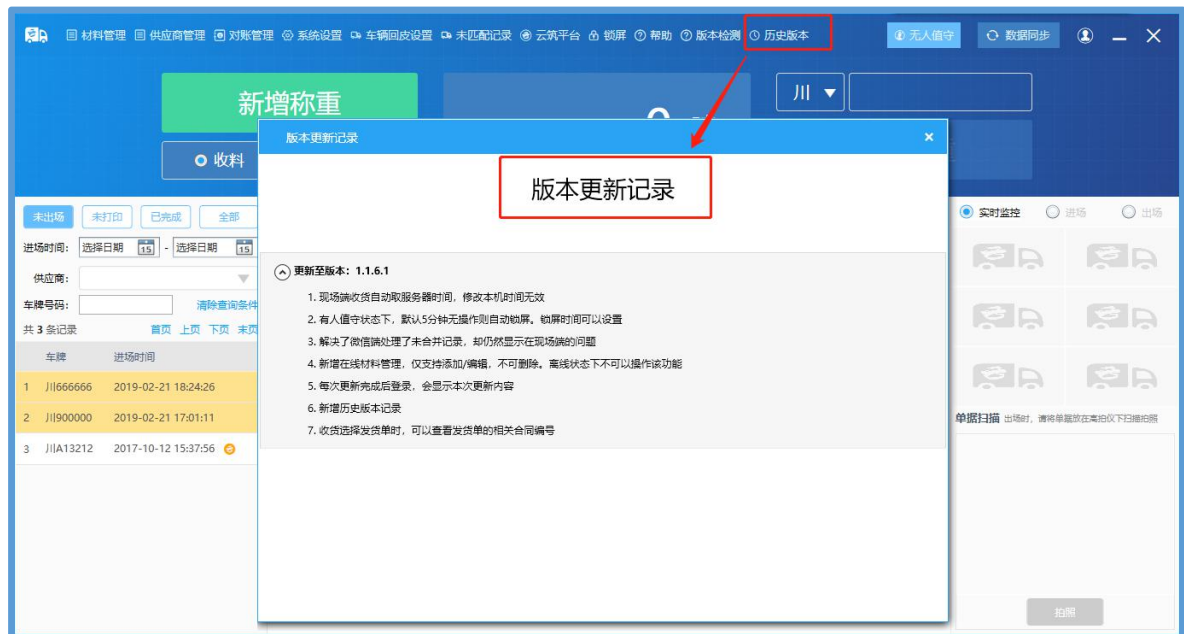 材料管理 供应商管理 对账管理 系统设置 车辆回皮设置 未匹配记录 云筑平台 锁屏 帮助 版本检测 历史版本 无人值守 数据同步
新增称重
川
收料
版本更新记录
版本更新记录
更新至版本：1.1.6.1
1. 现场端收货自动取服务器时间，修改本机时间无效
2. 有人值守状态下，默认5分钟无操作则自动锁屏。锁屏时间可以设置
3. 解决了微信端处理了未合并记录，却仍然显示在现场端的问题
4. 新增在线材料管理，仅支持添加/编辑，不可删除。离线状态下不可以操作该功能
5. 每次更新完成后登录，会显示本次更新内容
6. 新增历史版本记录
7. 收货选择发货单时，可以查看发货单的相关合同编号
未出场 未打印 已完成 全部
进场时间： 选择日期 15 - 选择日期 15
供应商：
车牌号码： 清除查询条件
共 3 条记录 首页 上页 下页 末页
车牌 进场时间
1 川666666 2019-02-21 18:24:26
2 川900000 2019-02-21 17:01:11
3 川A13212 2017-10-12 15:37:56
实时监控 进场 出场
单据扫描 出场时，请将单据放在高拍仪下扫描拍照
拍照